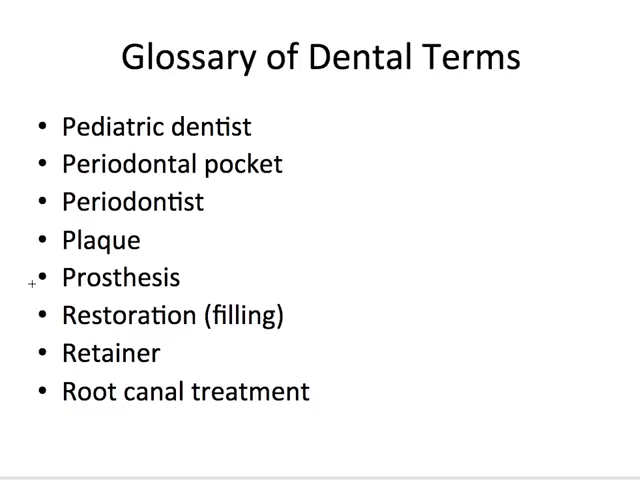 Glossary of Dental Terms
• Pediatric dentist
• Periodontal pocket
• Periodontist
• Plaque
• Prosthesis
• Restoration (filling)
• Retainer
• Root canal treatment